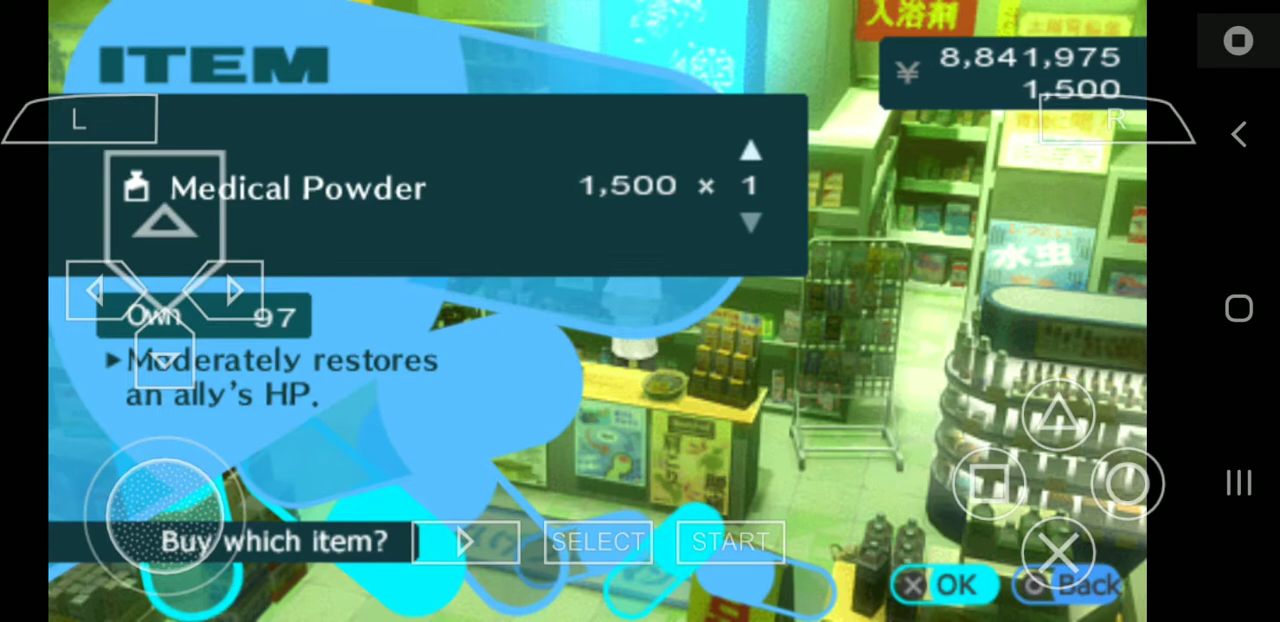 入浴剤
ITEM
¥ 8,841,975
1,500
L
R
Medical Powder 1,500 × 1
水虫
Own 97
Moderately restores
an ally's HP.
Buy which item?
SELECT
START
OK
Back